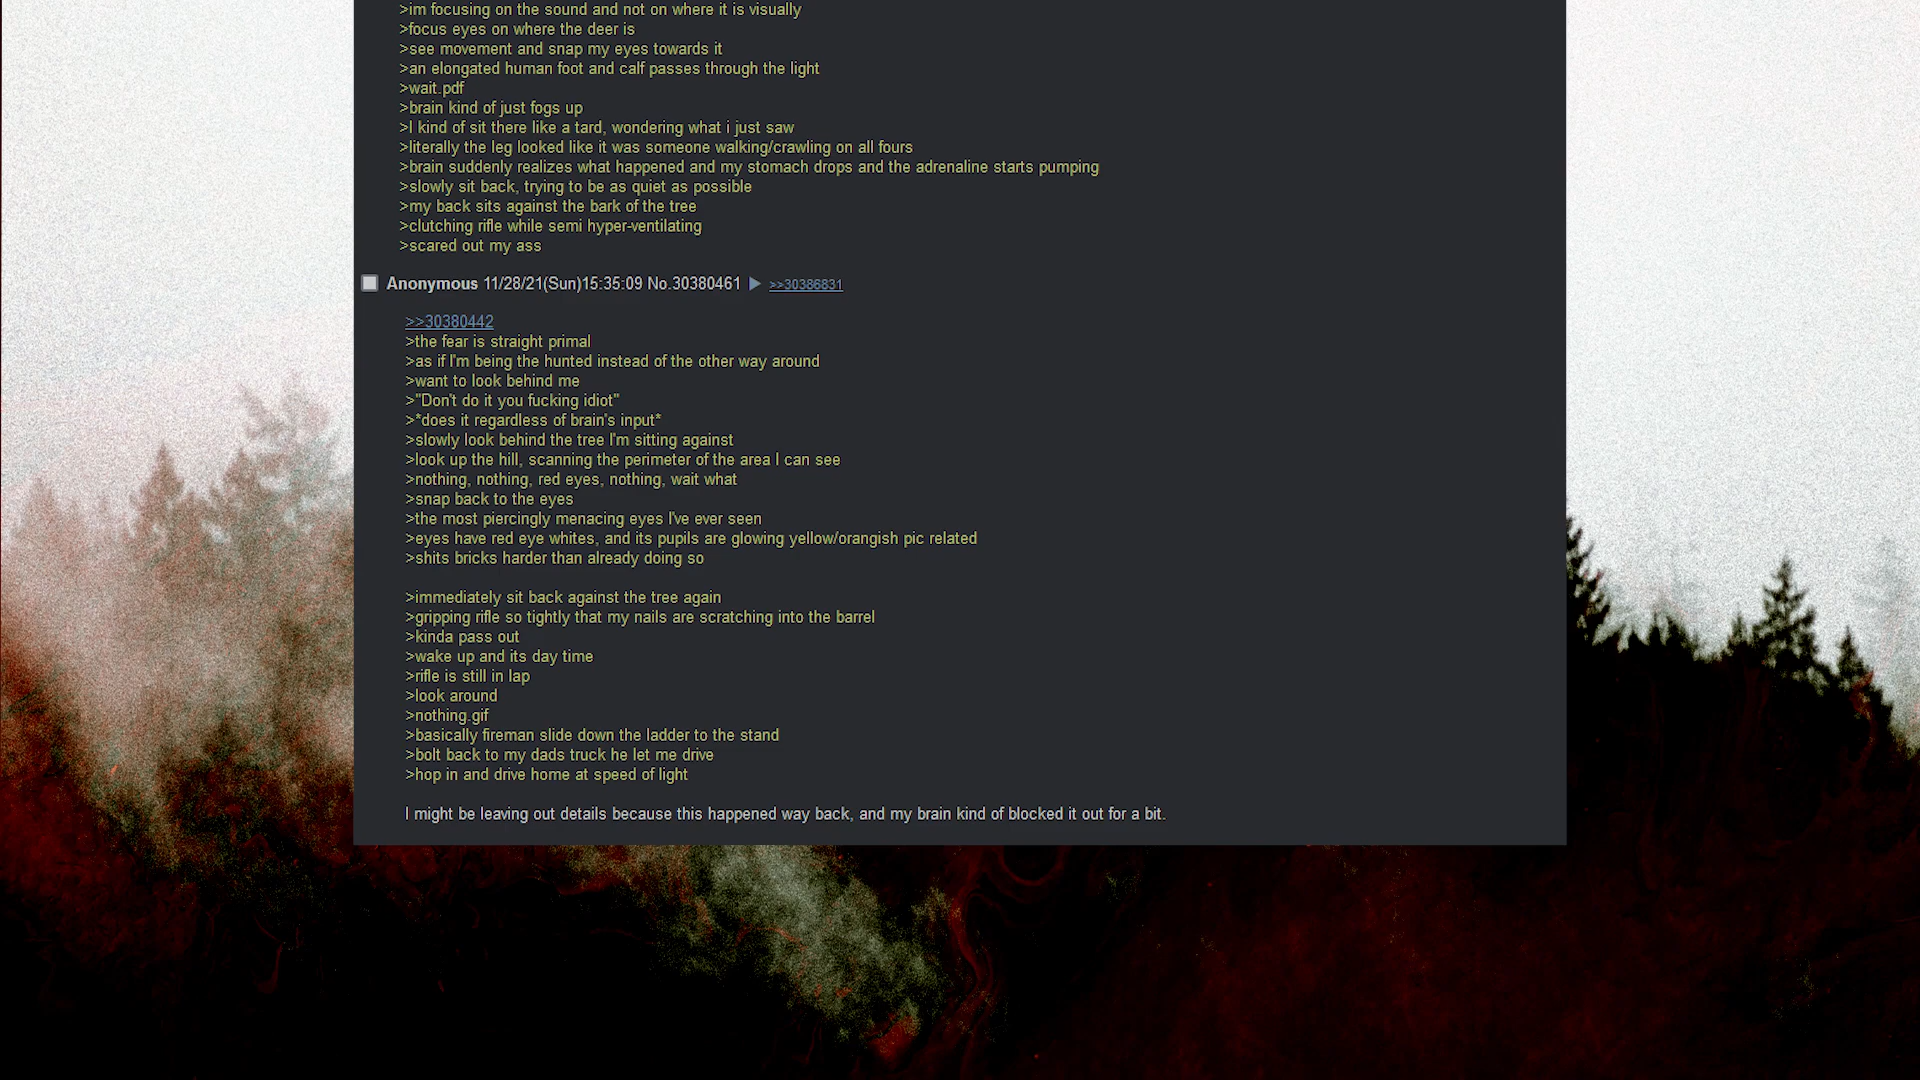 >im focusing on the sound and not on where it is visually
>focus eyes on where the deer is
>see movement and snap my eyes towards it
>an elongated human foot and calf passes through the light
>wait.pdf
>brain kind of just fogs up
>I kind of sit there like a tard, wondering what i just saw
>literally the leg looked like it was someone walking/crawling on all fours
>brain suddenly realizes what happened and my stomach drops and the adrenaline starts pumping
>slowly sit back, trying to be as quiet as possible
>my back sits against the bark of the tree
>clutching rifle while semi hyper-ventilating
>scared out my ass
Anonymous 11/28/21(Sun)15:35:09 No.30380461 ▶ >>30386831
>>30380442
>the fear is straight primal
>as if I'm being the hunted instead of the other way around
>want to look behind me
>"Don't do it you fucking idiot"
>*does it regardless of brain's input*
>slowly look behind the tree I'm sitting against
>look up the hill, scanning the perimeter of the area I can see
>nothing, nothing, red eyes, nothing, wait what
>snap back to the eyes
>the most piercingly menacing eyes I've ever seen
>eyes have red eye whites, and its pupils are glowing yellow/orangish pic related
>shits bricks harder than already doing so
>immediately sit back against the tree again
>gripping rifle so tightly that my nails are scratching into the barrel
>kinda pass out
>wake up and its day time
>rifle is still in lap
>look around
>nothing.gif
>basically fireman slide down the ladder to the stand
>bolt back to my dads truck he let me drive
>hop in and drive home at speed of light
I might be leaving out details because this happened way back, and my brain kind of blocked it out for a bit.